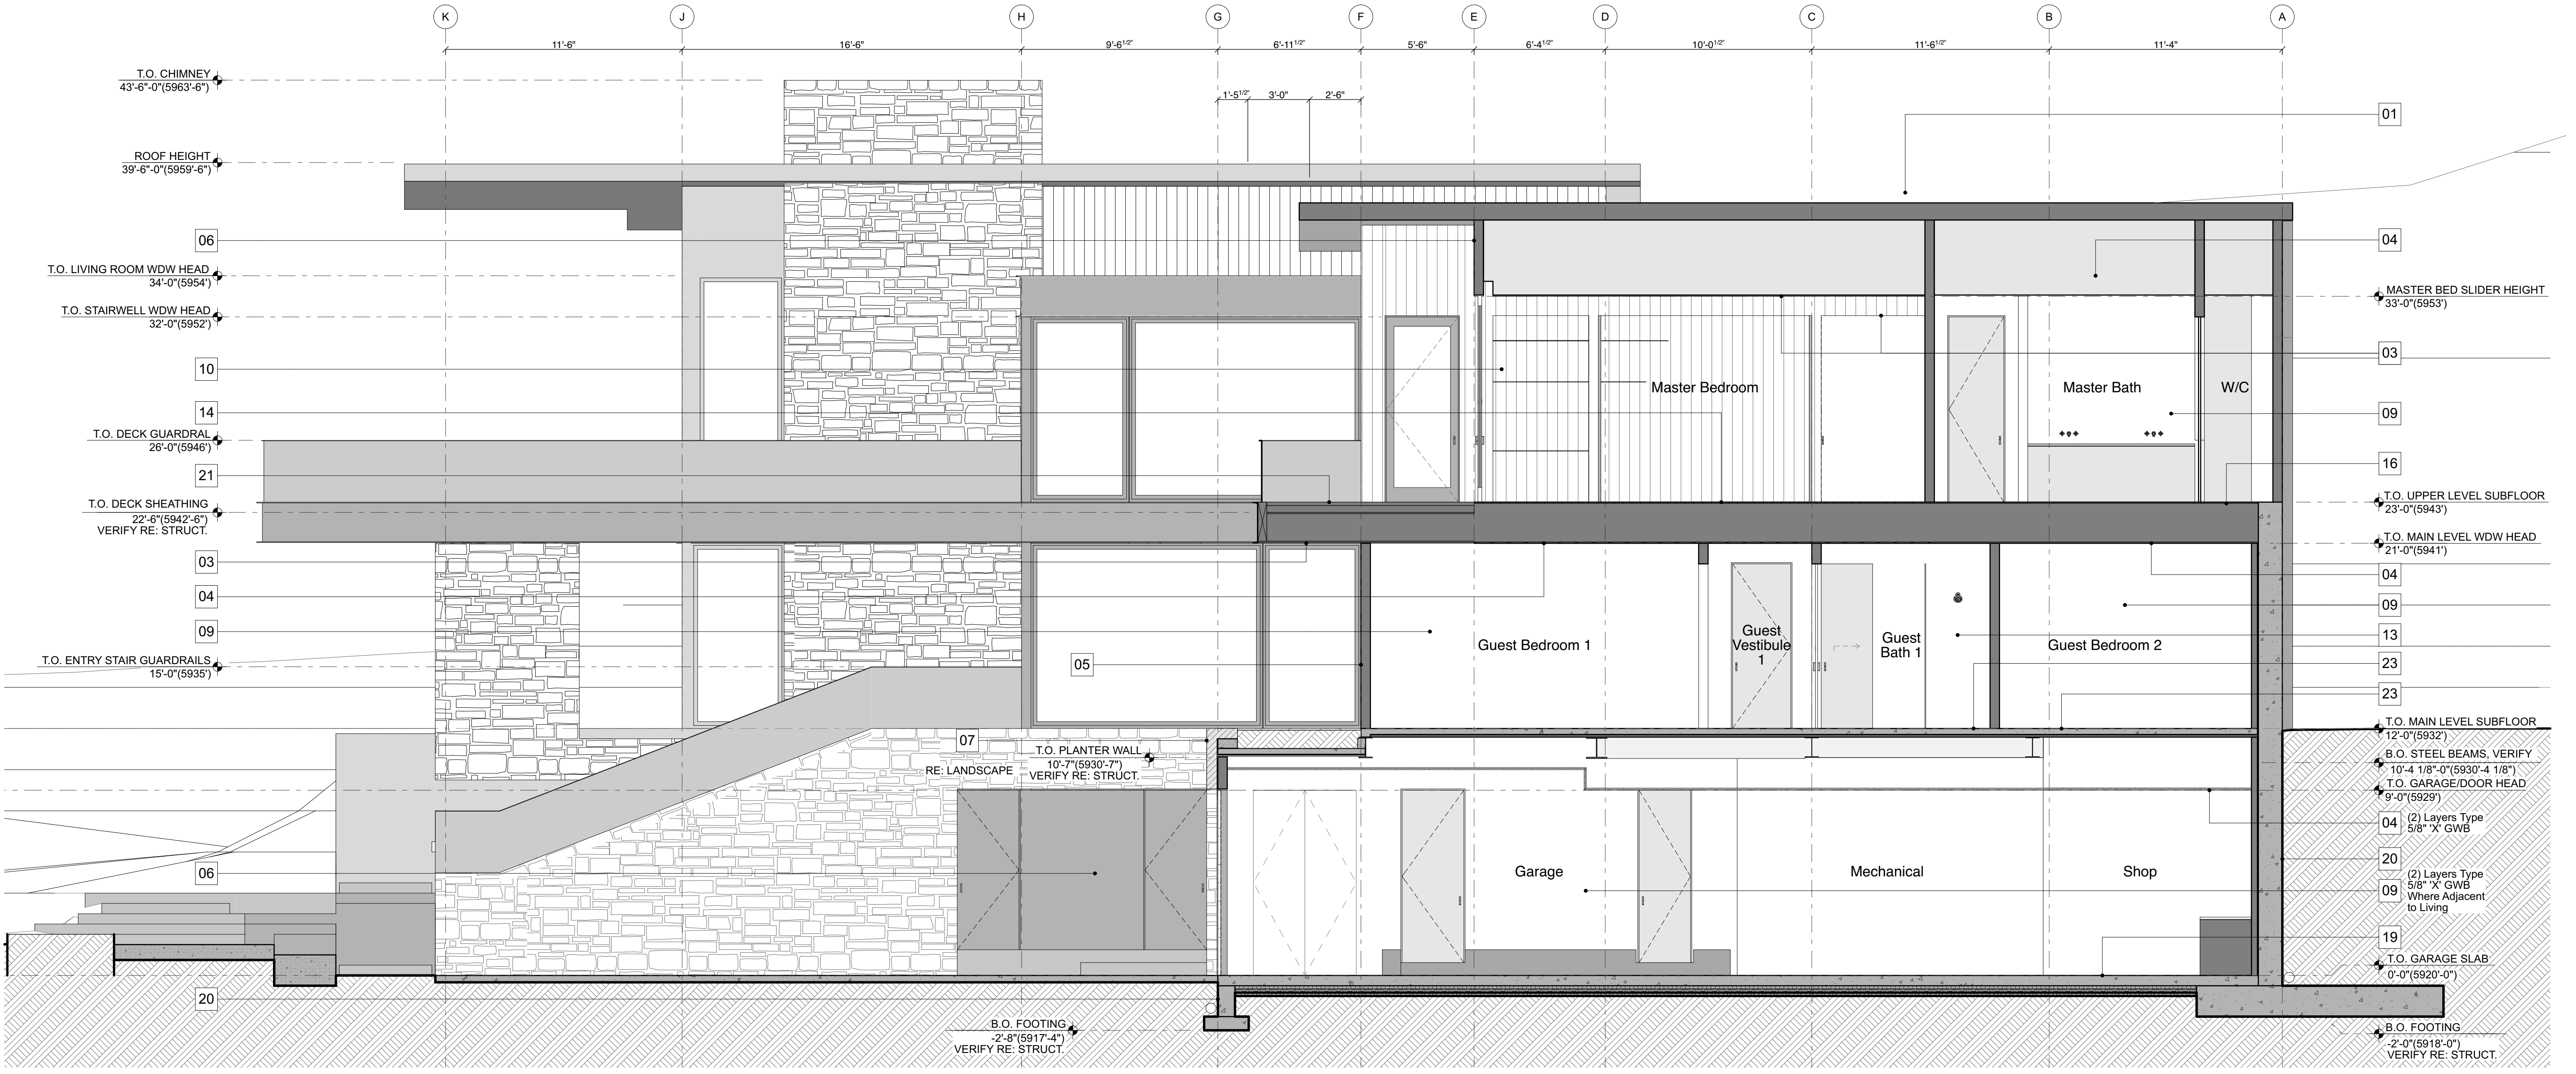 K J H G F E D C B A
11'-6" 16'-6" 9'-6 1/2" 6'-11 1/2" 5'-6" 6'-4 1/2" 10'-0 1/2" 11'-6 1/2" 11'-4"
T.O. CHIMNEY
43'-6"-0"(5963'-6")
1'-5 1/2" 3'-0" 2'-6"
01
ROOF HEIGHT
39'-6"-0"(5959'-6")
06
04
T.O. LIVING ROOM WDW HEAD
34'-0"(5954')
MASTER BED SLIDER HEIGHT
33'-0"(5953')
T.O. STAIRWELL WDW HEAD
32'-0"(5952')
03
10
Master Bedroom
Master Bath
W/C
14
09
T.O. DECK GUARDRAL
26'-0"(5946')
16
21
T.O. UPPER LEVEL SUBFLOOR
23'-0"(5943')
T.O. DECK SHEATHING
22'-6"(5942'-6")
VERIFY RE: STRUCT.
T.O. MAIN LEVEL WDW HEAD
21'-0"(5941')
03
04
04
09
09
13
Guest Bedroom 1
Guest
Vestibule
1
Guest
Bath 1
Guest Bedroom 2
T.O. ENTRY STAIR GUARDRAILS
15'-0"(5935')
05
23
23
T.O. MAIN LEVEL SUBFLOOR
12'-0"(5932')
07
T.O. PLANTER WALL
10'-7"(5930'-7")
VERIFY RE: STRUCT.
RE: LANDSCAPE
B.O. STEEL BEAMS, VERIFY
10'-4 1/8"-0"(5930'-4 1/8")
T.O. GARAGE/DOOR HEAD
9'-0"(5929')
04
(2) Layers Type
5/8" 'X' GWB
20
06
Garage
Mechanical
Shop
09
(2) Layers Type
5/8" 'X' GWB
Where Adjacent
to Living
19
T.O. GARAGE SLAB
0'-0"(5920'-0")
20
B.O. FOOTING
-2'-8"(5917'-4")
VERIFY RE: STRUCT.
B.O. FOOTING
-2'-0"(5918'-0")
VERIFY RE: STRUCT.